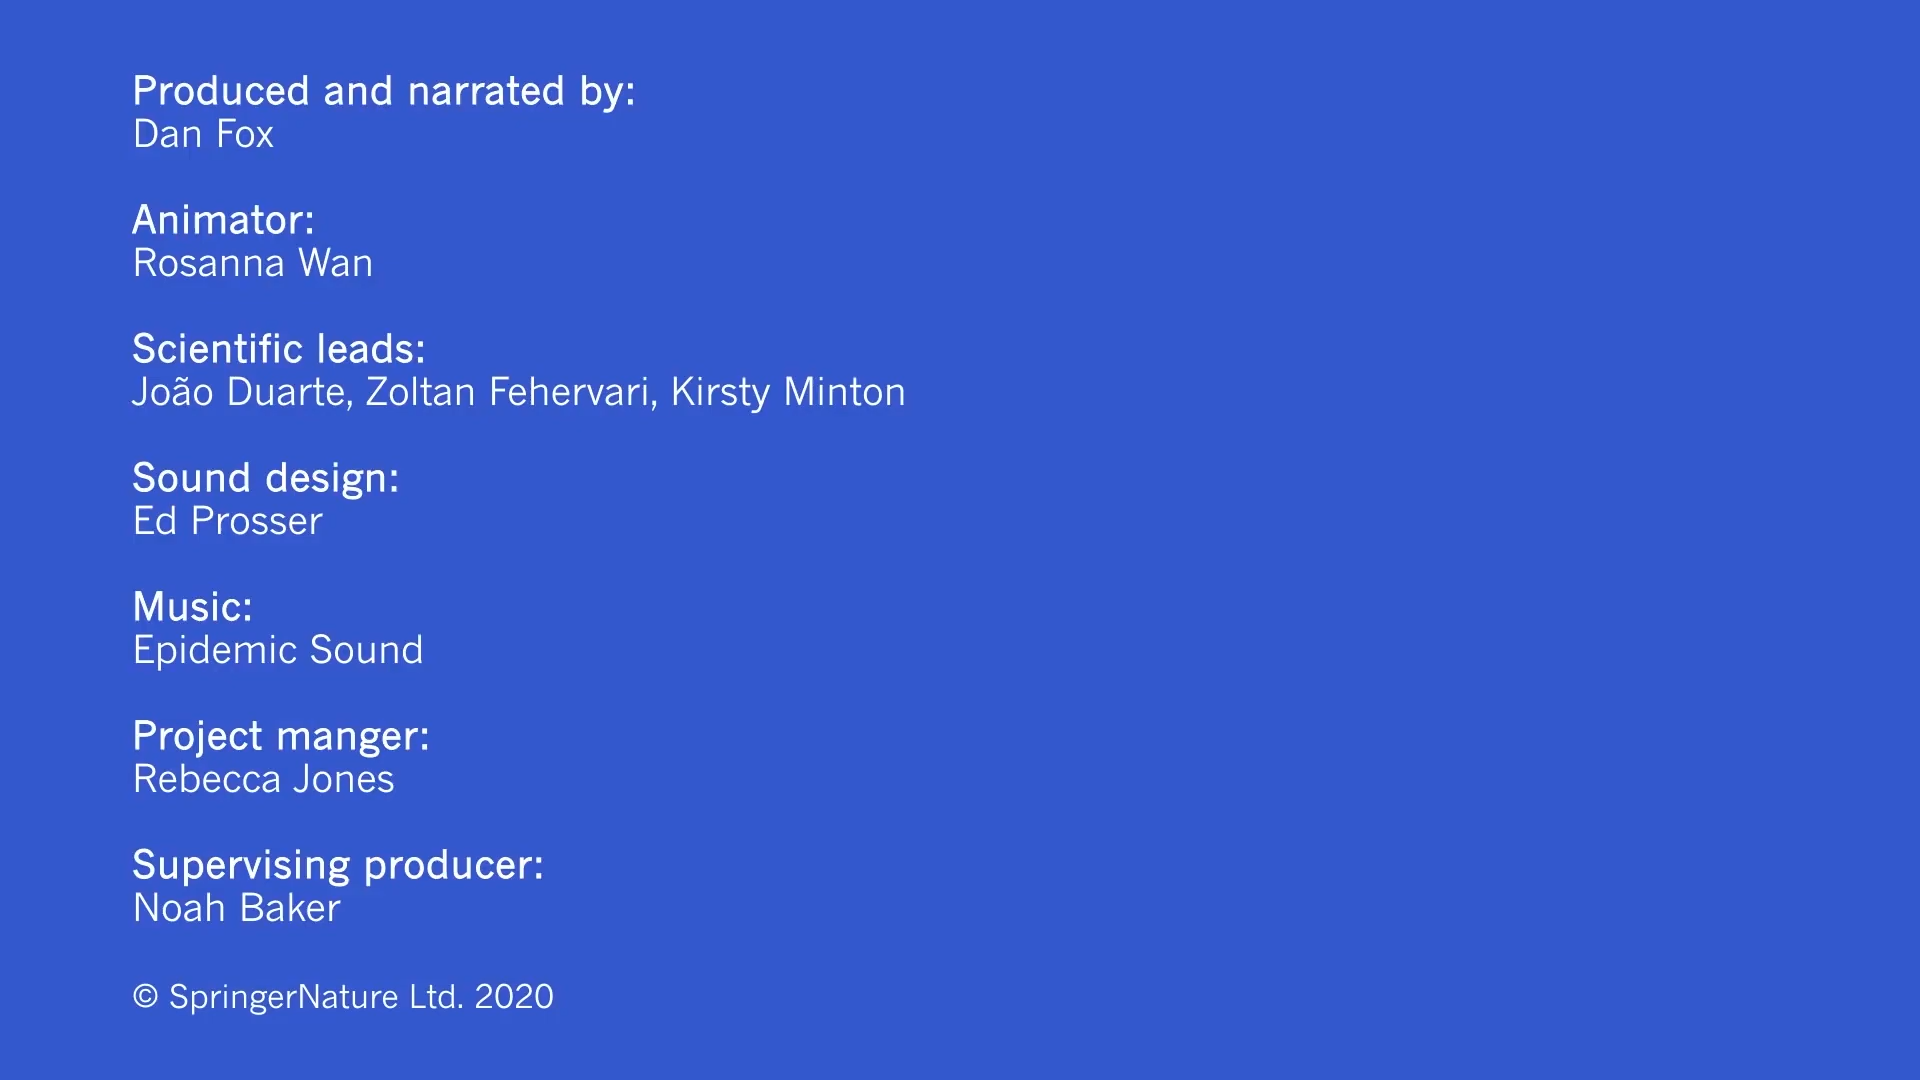 Produced and narrated by:
Dan Fox
Animator:
Rosanna Wan
Scientific leads:
João Duarte, Zoltan Fehervari, Kirsty Minton
Sound design:
Ed Prosser
Music:
Epidemic Sound
Project manger:
Rebecca Jones
Supervising producer:
Noah Baker
© SpringerNature Ltd. 2020